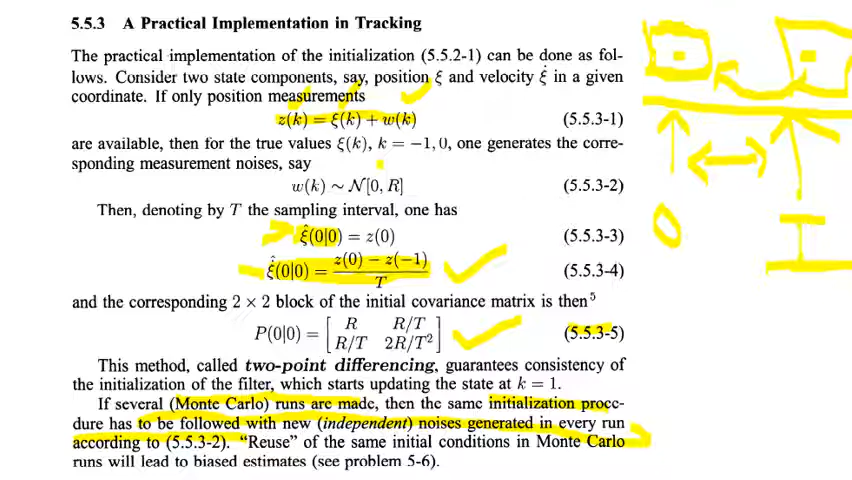 5.5.3 A Practical Implementation in Tracking
The practical implementation of the initialization (5.5.2-1) can be done as fol-
lows. Consider two state components, say, position ξ and velocity ξ̇ in a given
coordinate. If only position measurements
z(k) = ξ(k) + w(k) (5.5.3-1)
are available, then for the true values ξ(k), k = −1, 0, one generates the corre-
sponding measurement noises, say
w(k) ∼ N[0, R] (5.5.3-2)
Then, denoting by T the sampling interval, one has
ξ̂(0|0) = z(0) (5.5.3-3)
ξ̇̂(0|0) = (z(0) − z(−1))/T (5.5.3-4)
and the corresponding 2 × 2 block of the initial covariance matrix is then⁵
P(0|0) = [ R R/T ; R/T 2R/T² ] (5.5.3-5)
This method, called two-point differencing, guarantees consistency of
the initialization of the filter, which starts updating the state at k = 1.
If several (Monte Carlo) runs are made, then the same initialization proce-
dure has to be followed with new (independent) noises generated in every run
according to (5.5.3-2). “Reuse” of the same initial conditions in Monte Carlo
runs will lead to biased estimates (see problem 5-6).
0 I